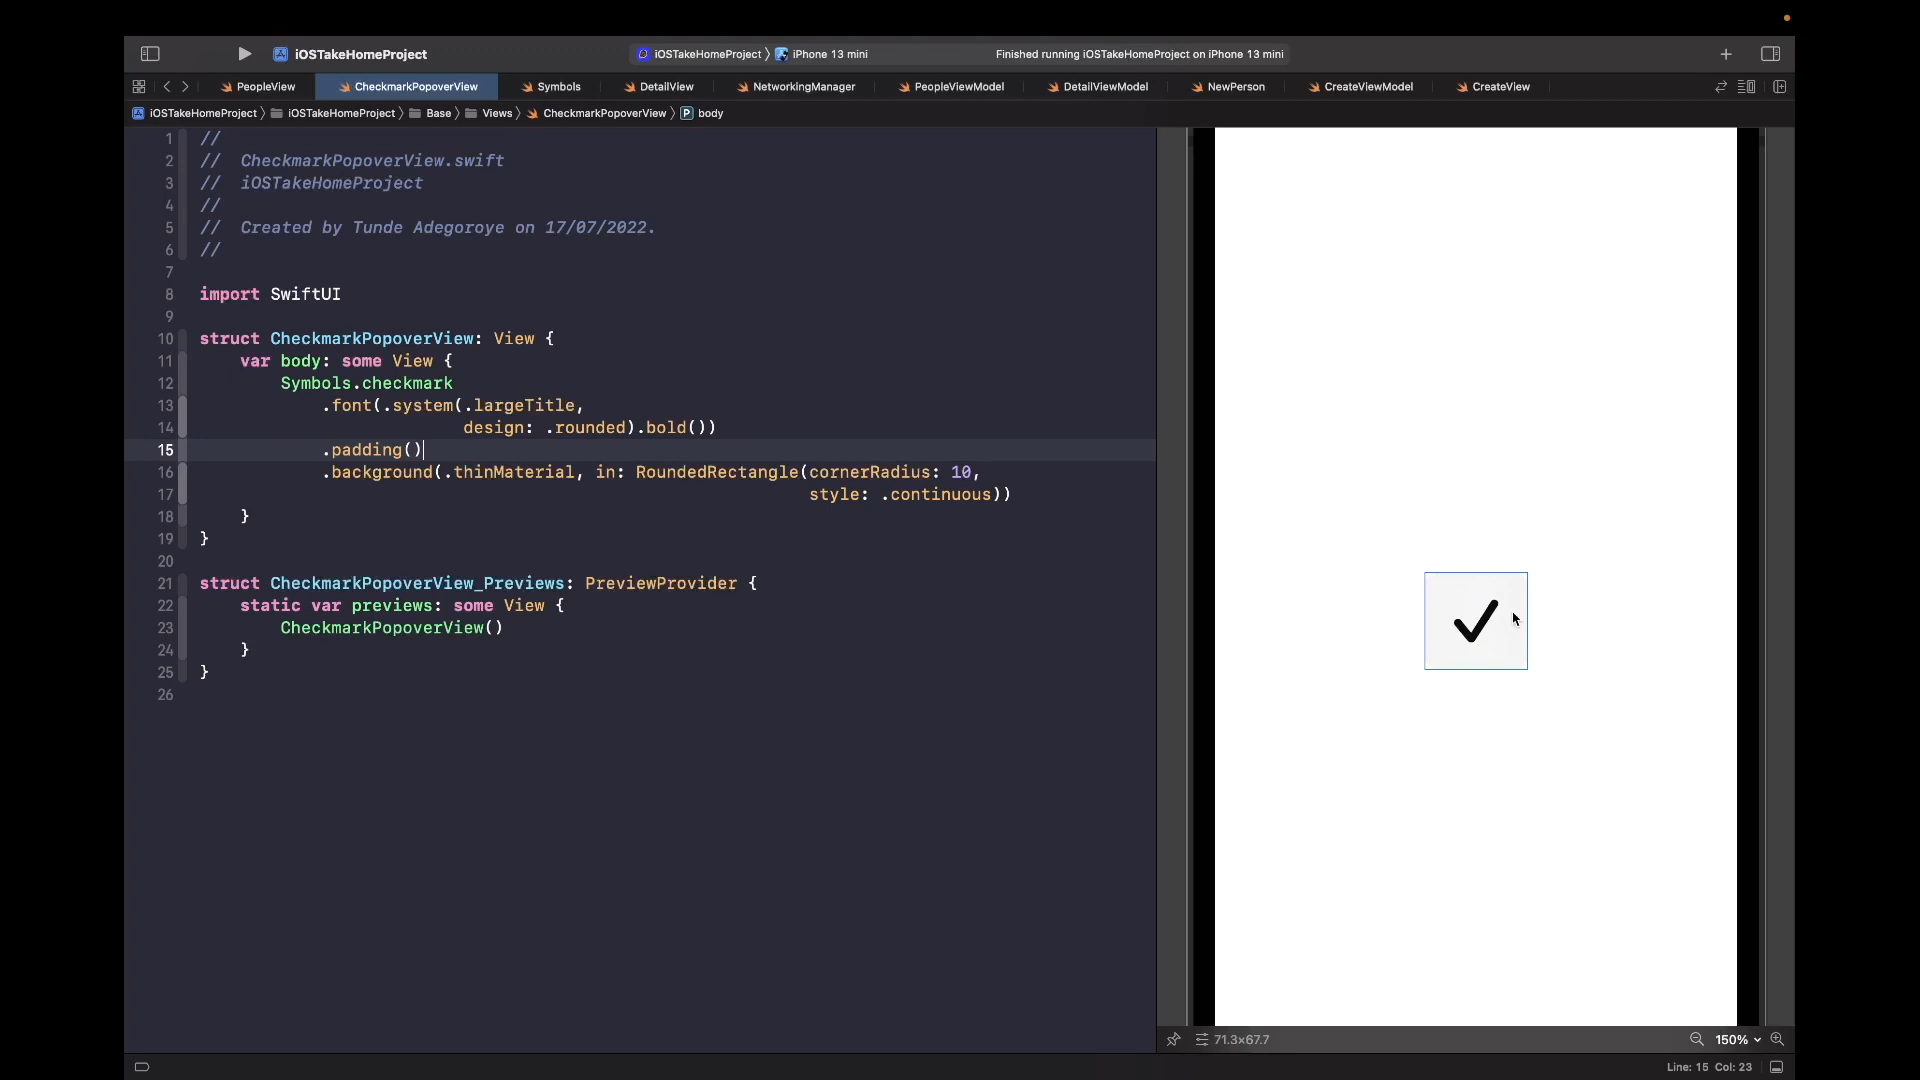 iOSTakeHomeProject
iOSTakeHomeProject 〉 iPhone 13 mini
Finished running iOSTakeHomeProject on iPhone 13 mini
PeopleView
CheckmarkPopoverView
Symbols
DetailView
NetworkingManager
PeopleViewModel
DetailViewModel
NewPerson
CreateViewModel
CreateView
iOSTakeHomeProject 〉 iOSTakeHomeProject 〉 Base 〉 Views 〉 CheckmarkPopoverView 〉 P body
1 //
2 //  CheckmarkPopoverView.swift
3 //  iOSTakeHomeProject
4 //
5 //  Created by Tunde Adegoroye on 17/07/2022.
6 //
7
8 import SwiftUI
9
10 struct CheckmarkPopoverView: View {
11     var body: some View {
12         Symbols.checkmark
13             .font(.system(.largeTitle,
14                           design: .rounded).bold())
15             .padding()
16             .background(.thinMaterial, in: RoundedRectangle(cornerRadius: 10,
17                                                             style: .continuous))
18     }
19 }
20
21 struct CheckmarkPopoverView_Previews: PreviewProvider {
22     static var previews: some View {
23         CheckmarkPopoverView()
24     }
25 }
26
71.3×67.7
150%
Line: 15 Col: 23